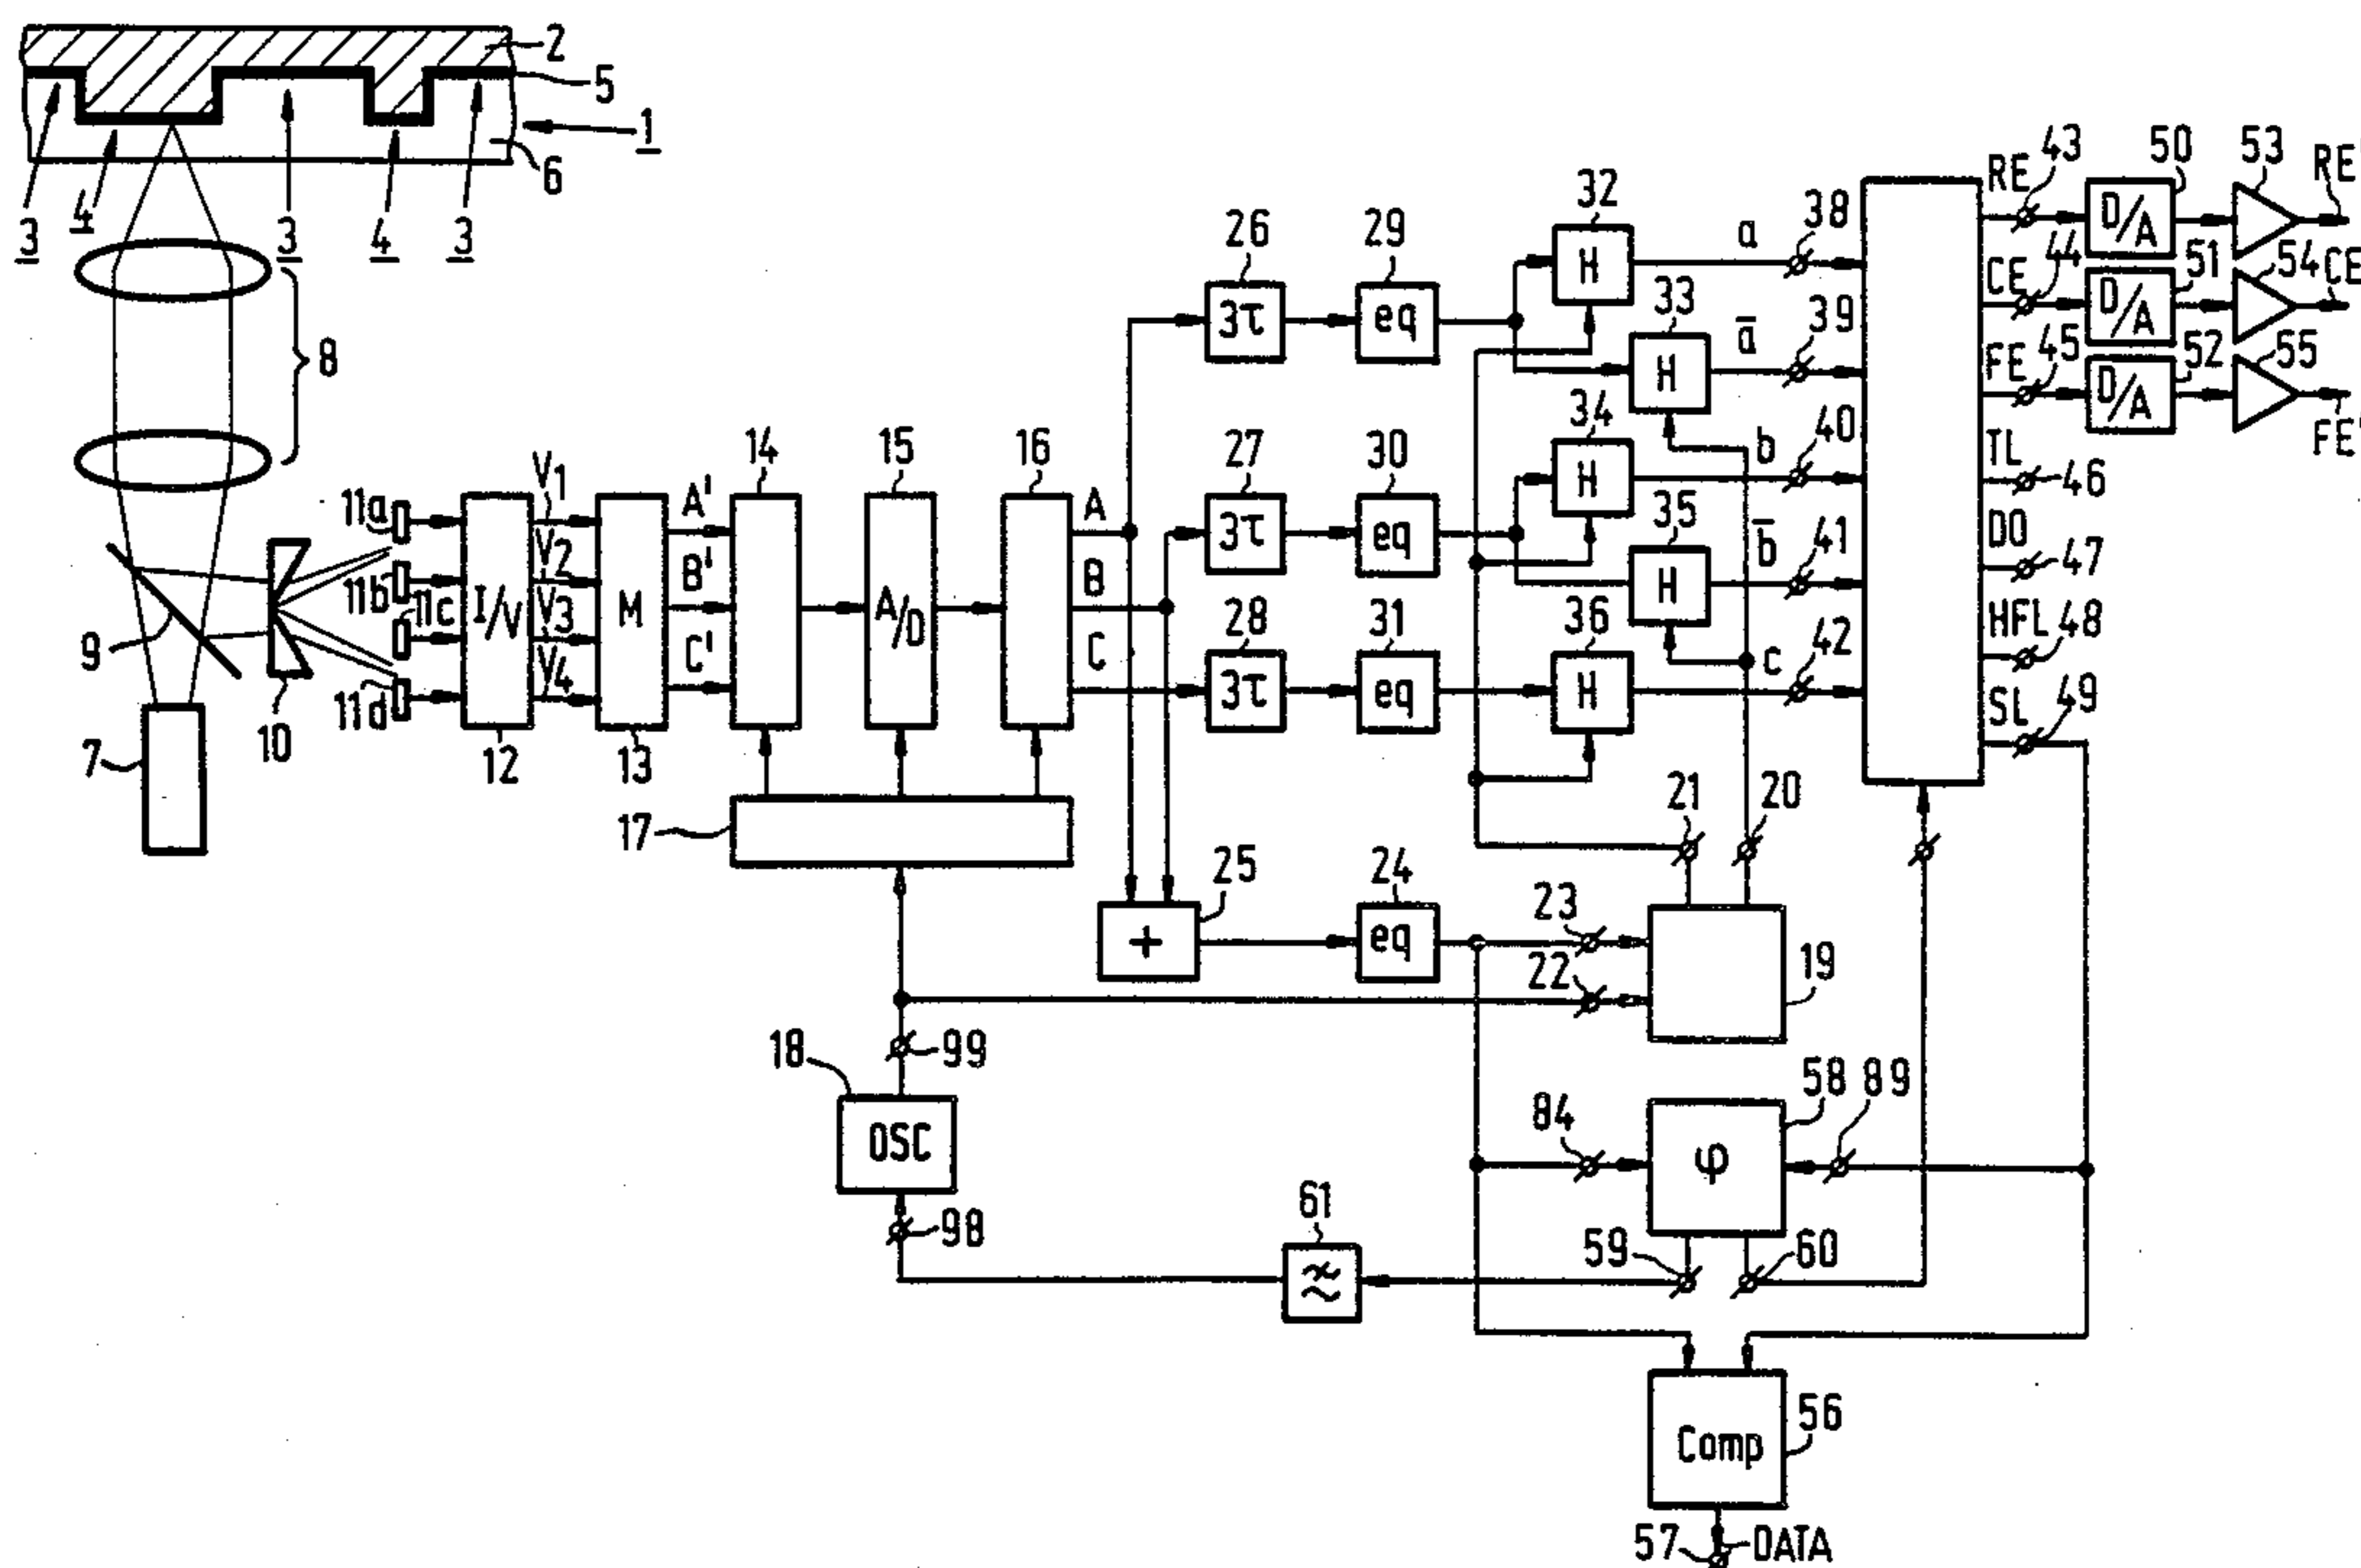 2
5
1
6
3
4
3
4
3
8
9
10
7
11a
11b
11c
11d
I/V
12
V1
V2
V3
V4
M
13
A'
B'
C'
14
15
A/D
16
A
B
C
17
18
OSC
99
98
26
3τ
27
3τ
28
3τ
29
eq
30
eq
31
eq
32
H
33
H
34
H
35
H
36
H
a
38
a̅
39
b
40
b̅
41
c
42
RE
43
CE
44
FE
45
TL
46
DO
47
HFL
48
SL
49
50
D/A
51
D/A
52
D/A
53
54
55
RE'
CE'
FE'
21
20
25
+
24
eq
23
22
19
84
58
89
φ
59
60
61
Comp
56
57
DATA